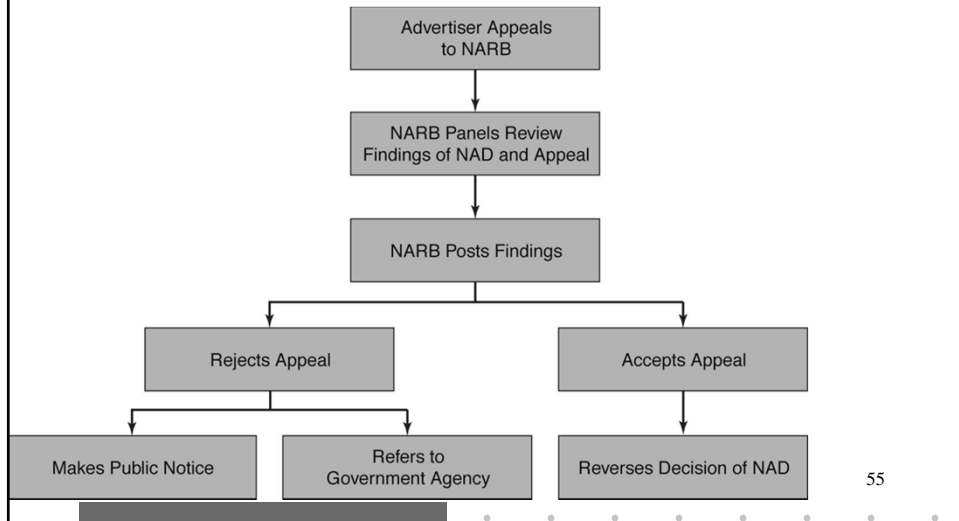 Advertiser Appeals
to NARB
NARB Panels Review
Findings of NAD and Appeal
NARB Posts Findings
Rejects Appeal
Accepts Appeal
Makes Public Notice
Refers to
Government Agency
Reverses Decision of NAD
55